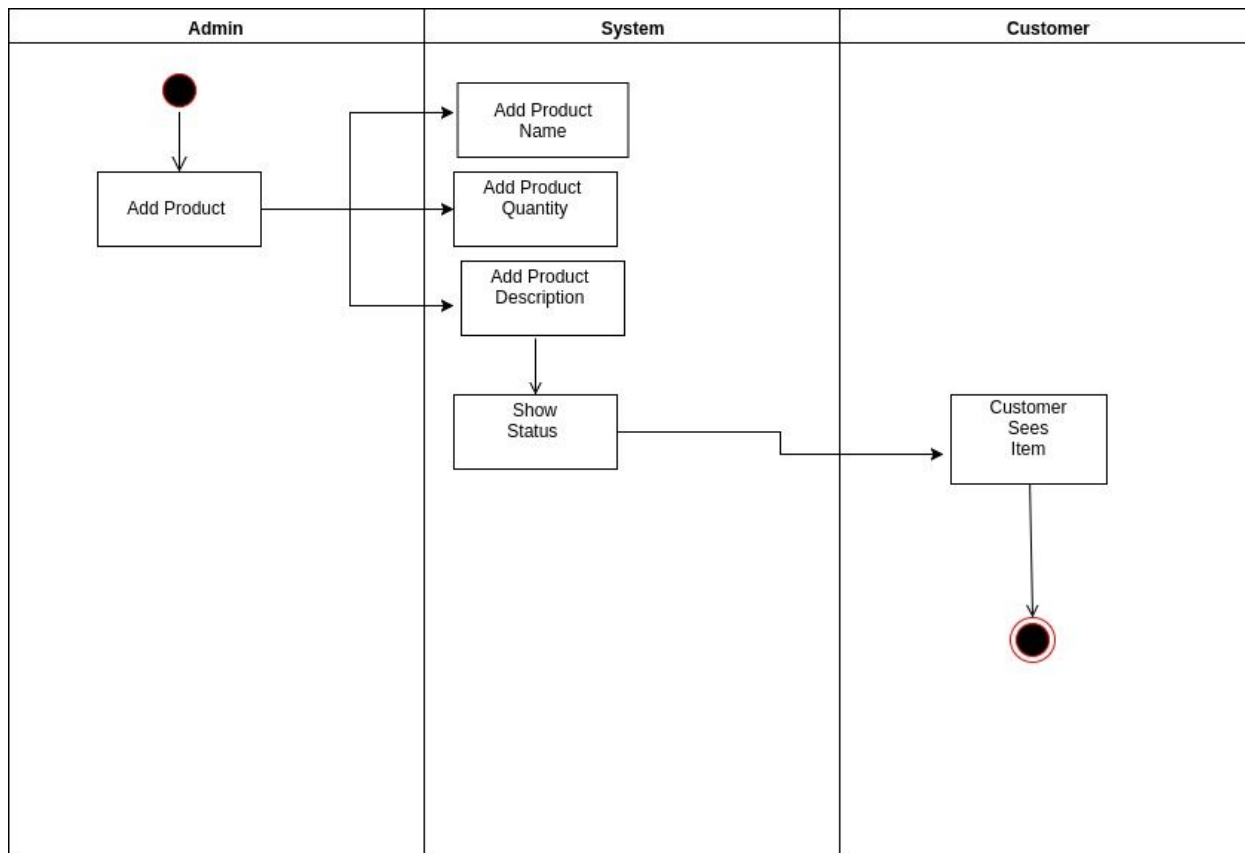 Admin
System
Customer
Add Product
Add Product
Name
Add Product
Quantity
Add Product
Description
Show
Status
Customer
Sees
Item